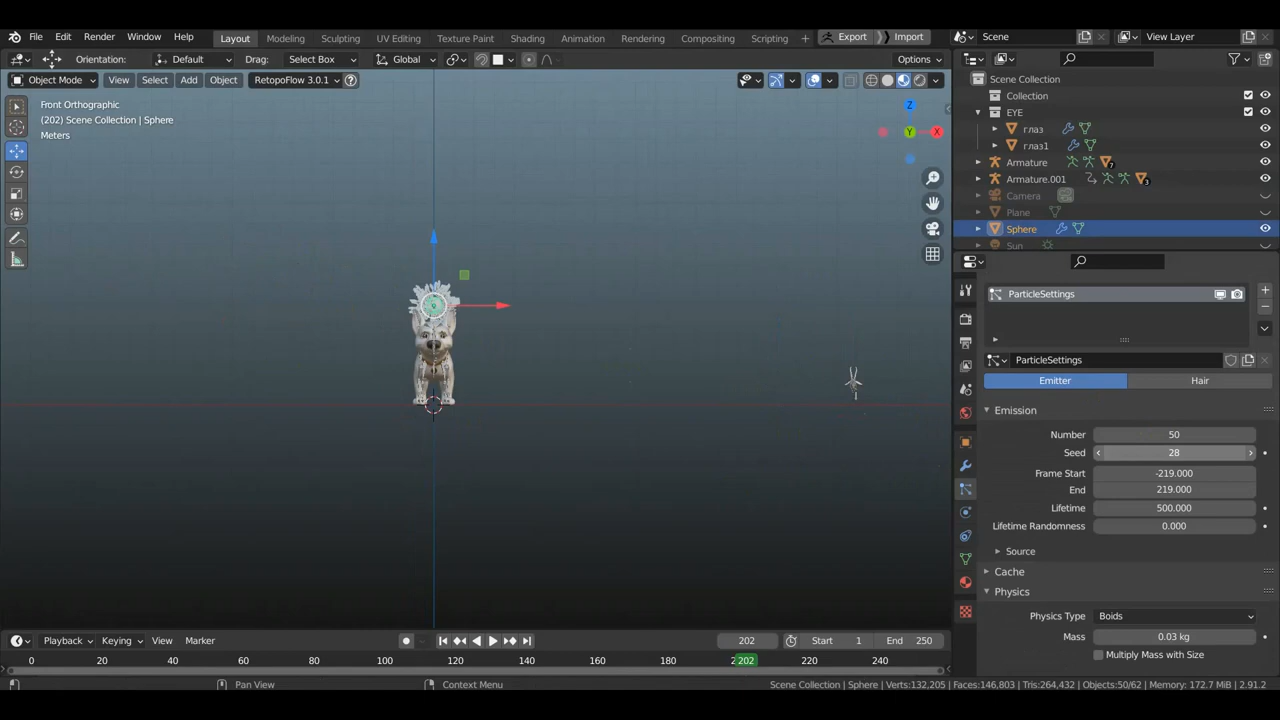 File Edit Render Window Help Layout Modeling Sculpting UV Editing Texture Paint Shading Animation Rendering Compositing Scripting + Export Import Scene View Layer
Orientation: Default Drag: Select Box Global Options
Object Mode View Select Add Object RetopoFlow 3.0.1 ?
Front Orthographic
(202) Scene Collection | Sphere
Meters
Z
X
Y
Scene Collection
Collection
EYE
глаз
глаз1
Armature 7
Armature.001 3
Camera
Plane
Sphere
Sun
ParticleSettings
ParticleSettings
Emitter Hair
Emission
Number 50
Seed 28
Frame Start -219.000
End 219.000
Lifetime 500.000
Lifetime Randomness 0.000
Source
Cache
Physics
Physics Type Boids
Mass 0.03 kg
Multiply Mass with Size
Playback Keying View Marker 202 Start 1 End 250
0 20 40 60 80 100 120 140 160 180 202 220 240
Pan View Context Menu Scene Collection | Sphere | Verts:132,205 | Faces:146,803 | Tris:264,432 | Objects:50/62 | Memory: 172.7 MiB | 2.91.2